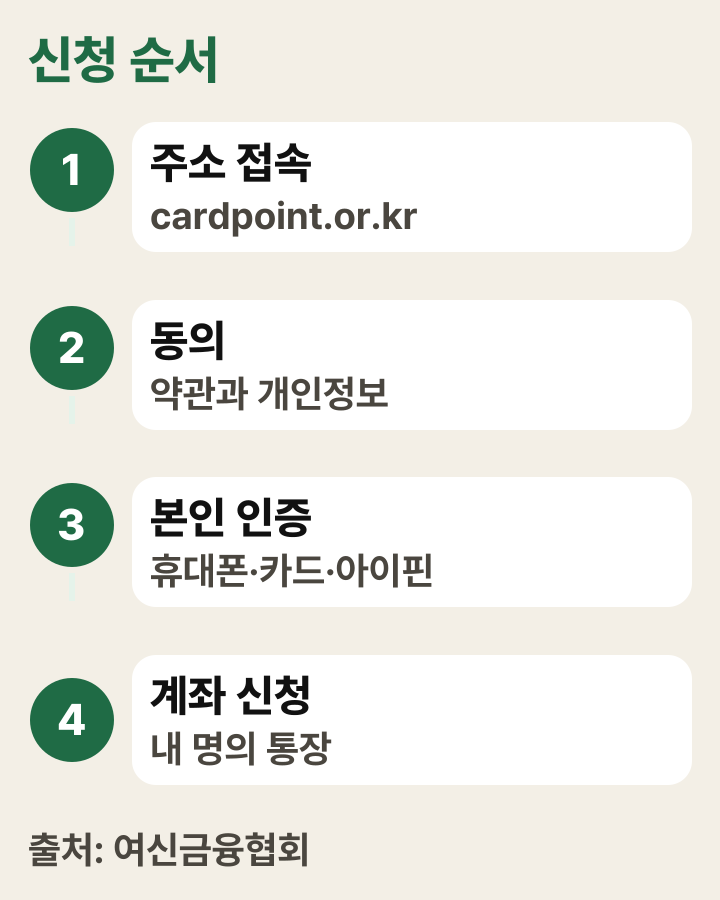 신청 순서
1
주소 접속
cardpoint.or.kr
2
동의
약관과 개인정보
3
본인 인증
휴대폰·카드·아이핀
4
계좌 신청
내 명의 통장
출처: 여신금융협회